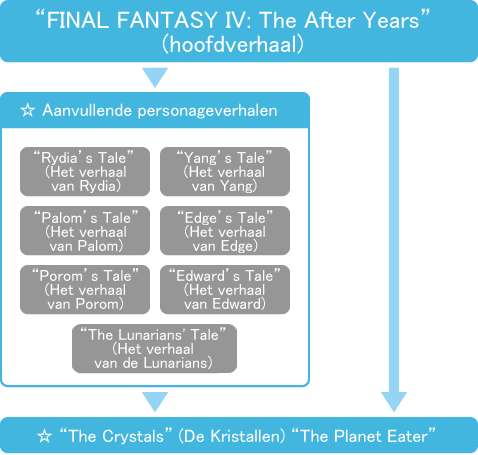 “FINAL FANTASY IV: The After Years”
(hoofdverhaal)
☆ Aanvullende personageverhalen
“Rydia's Tale”
(Het verhaal
van Rydia)
“Yang's Tale”
(Het verhaal
van Yang)
“Palom's Tale”
(Het verhaal
van Palom)
“Edge's Tale”
(Het verhaal
van Edge)
“Porom's Tale”
(Het verhaal
van Porom)
“Edward's Tale”
(Het verhaal
van Edward)
“The Lunarians' Tale”
(Het verhaal
van de Lunarians)
☆ “The Crystals” (De Kristallen) “The Planet Eater”